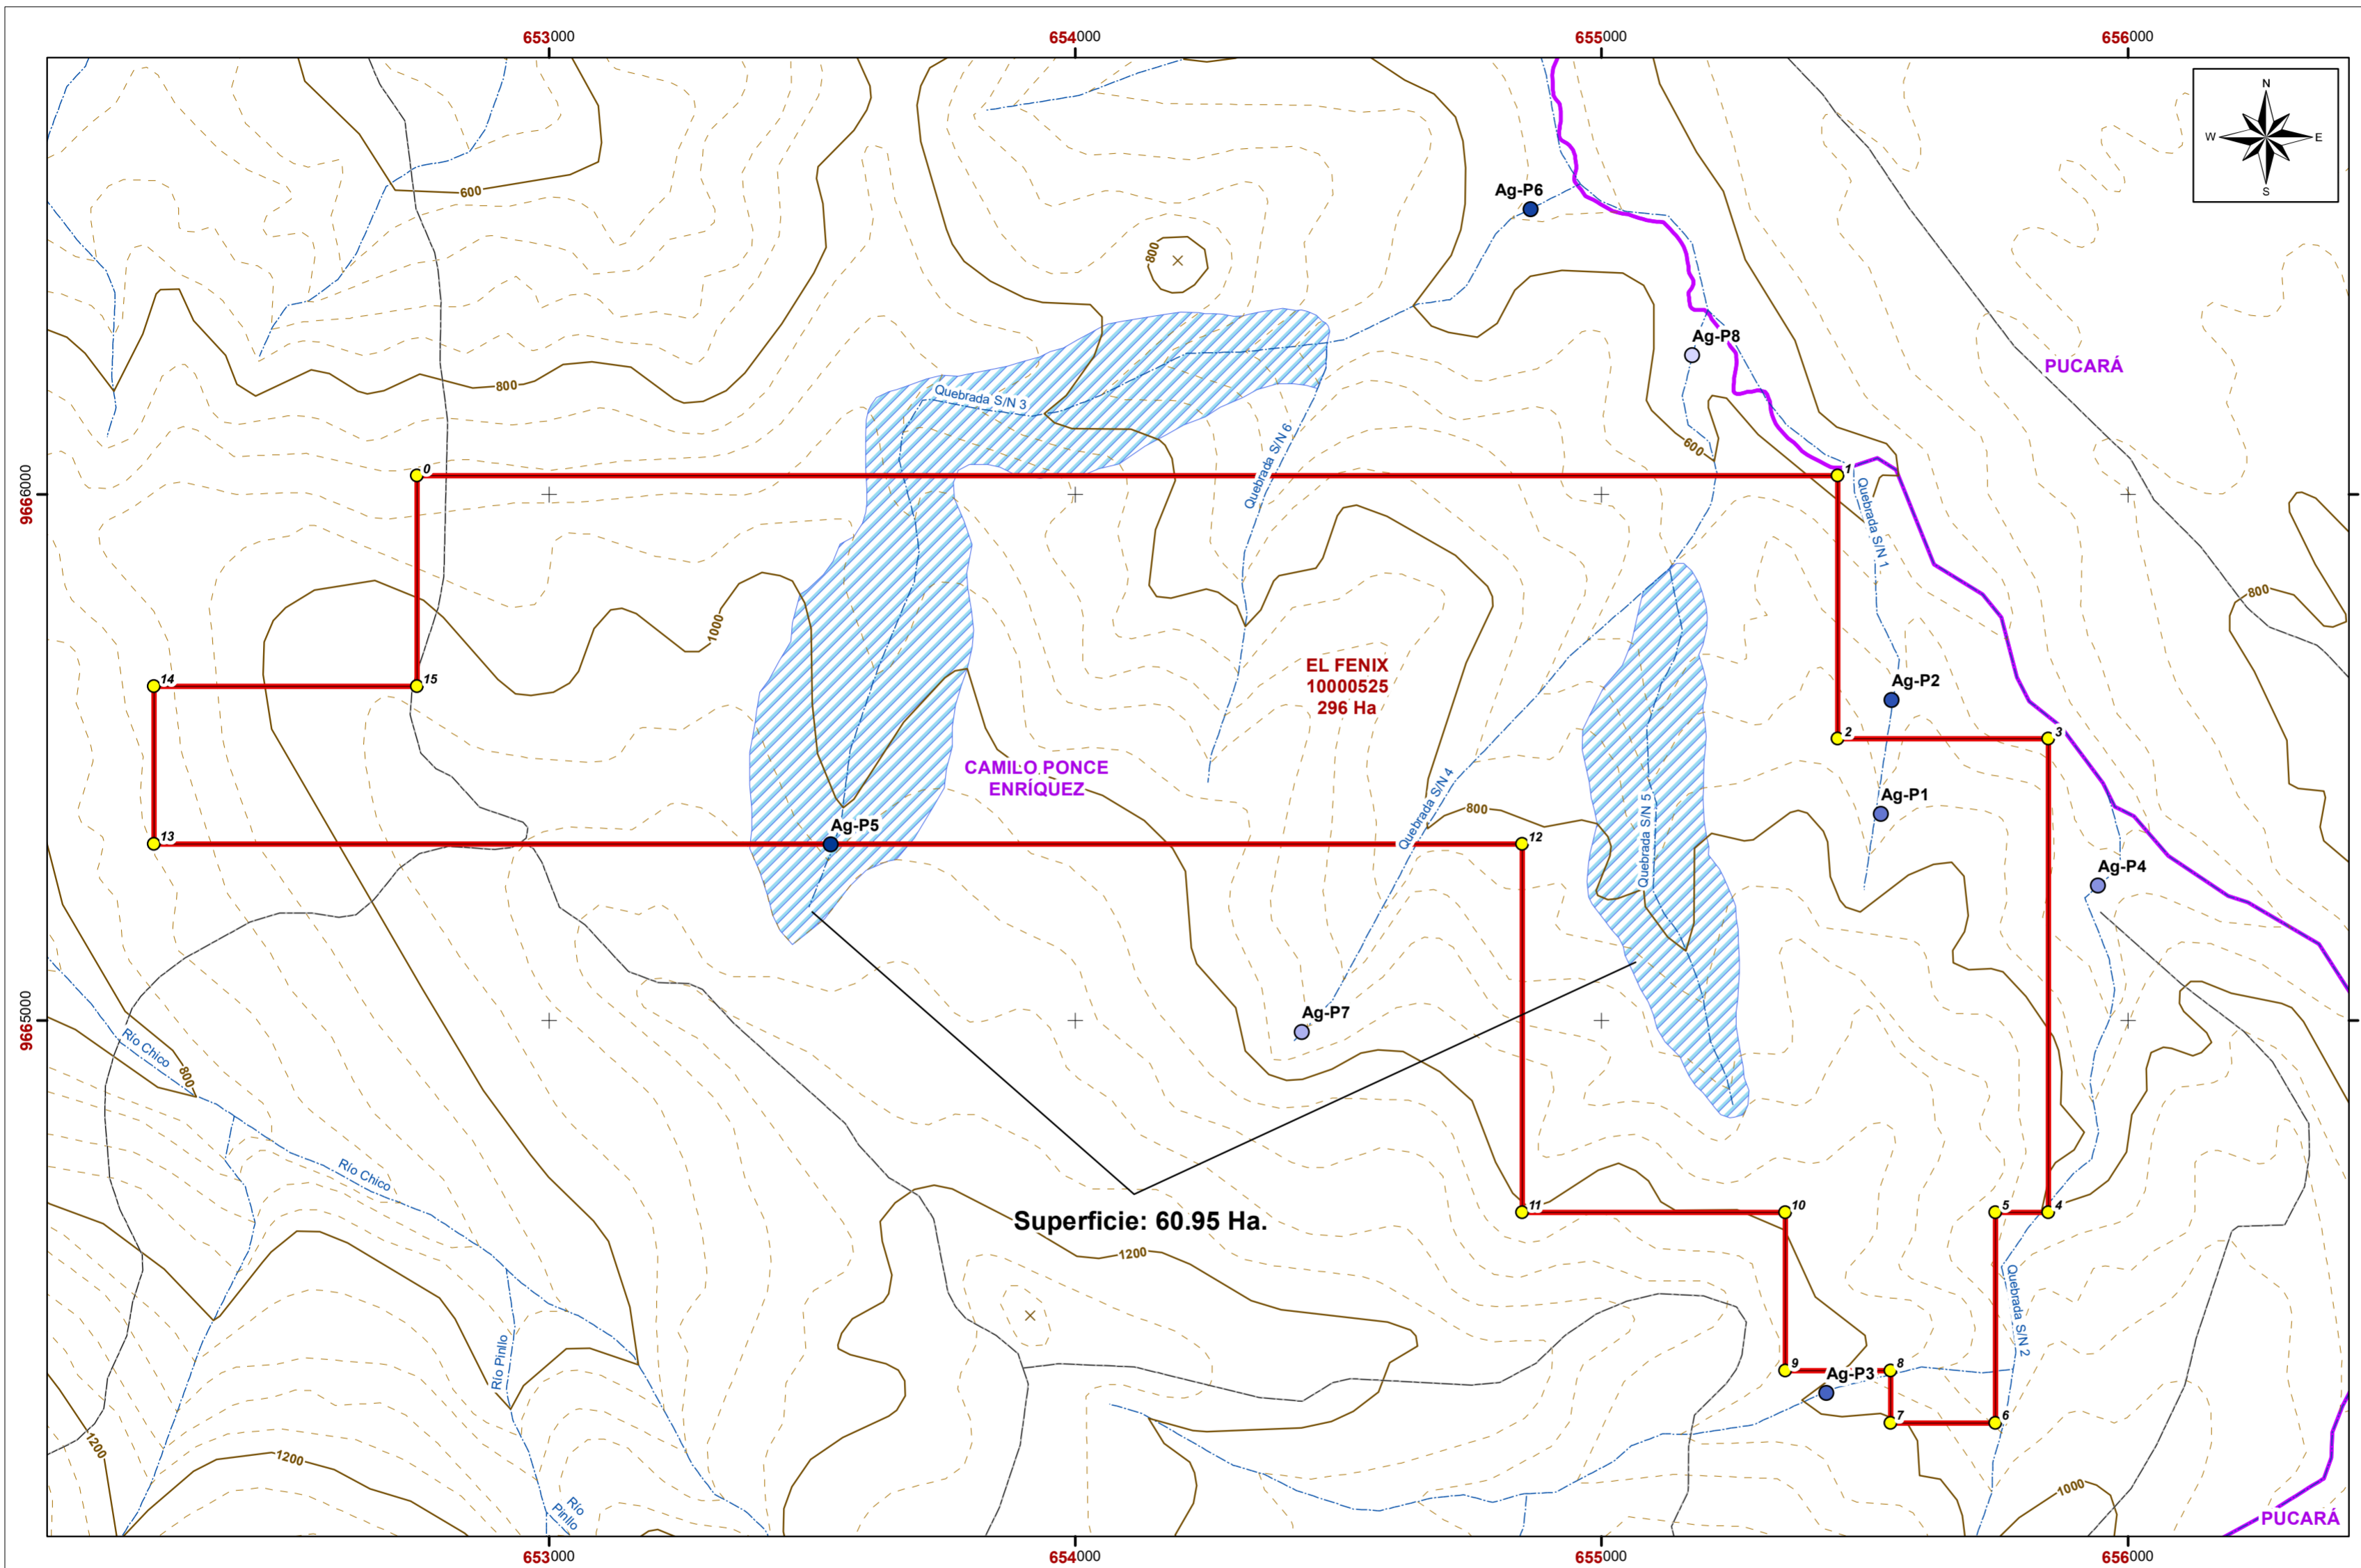 653000
654000
655000
656000
N
W
E
S
600
Ag-P6
800
Ag-P8
PUCARÁ
800
Quebrada S/N 3
Quebrada S/N 6
600
0
1
9666000
Quebrada S/N 1
800
1000
EL FENIX
10000525
296 Ha
14
15
Ag-P2
2
3
CAMILO PONCE
ENRÍQUEZ
Quebrada S/N 4
800
Quebrada S/N 5
Ag-P1
13
Ag-P5
12
Ag-P4
9665000
Ag-P7
Río Chico
800
Río Chico
11
10
5
4
Superficie: 60.95 Ha.
1200
Quebrada S/N 2
Río Pinllo
9
8
Ag-P3
7
6
1200
1200
Río
Pinllo
1000
PUCARÁ
653000
654000
655000
656000